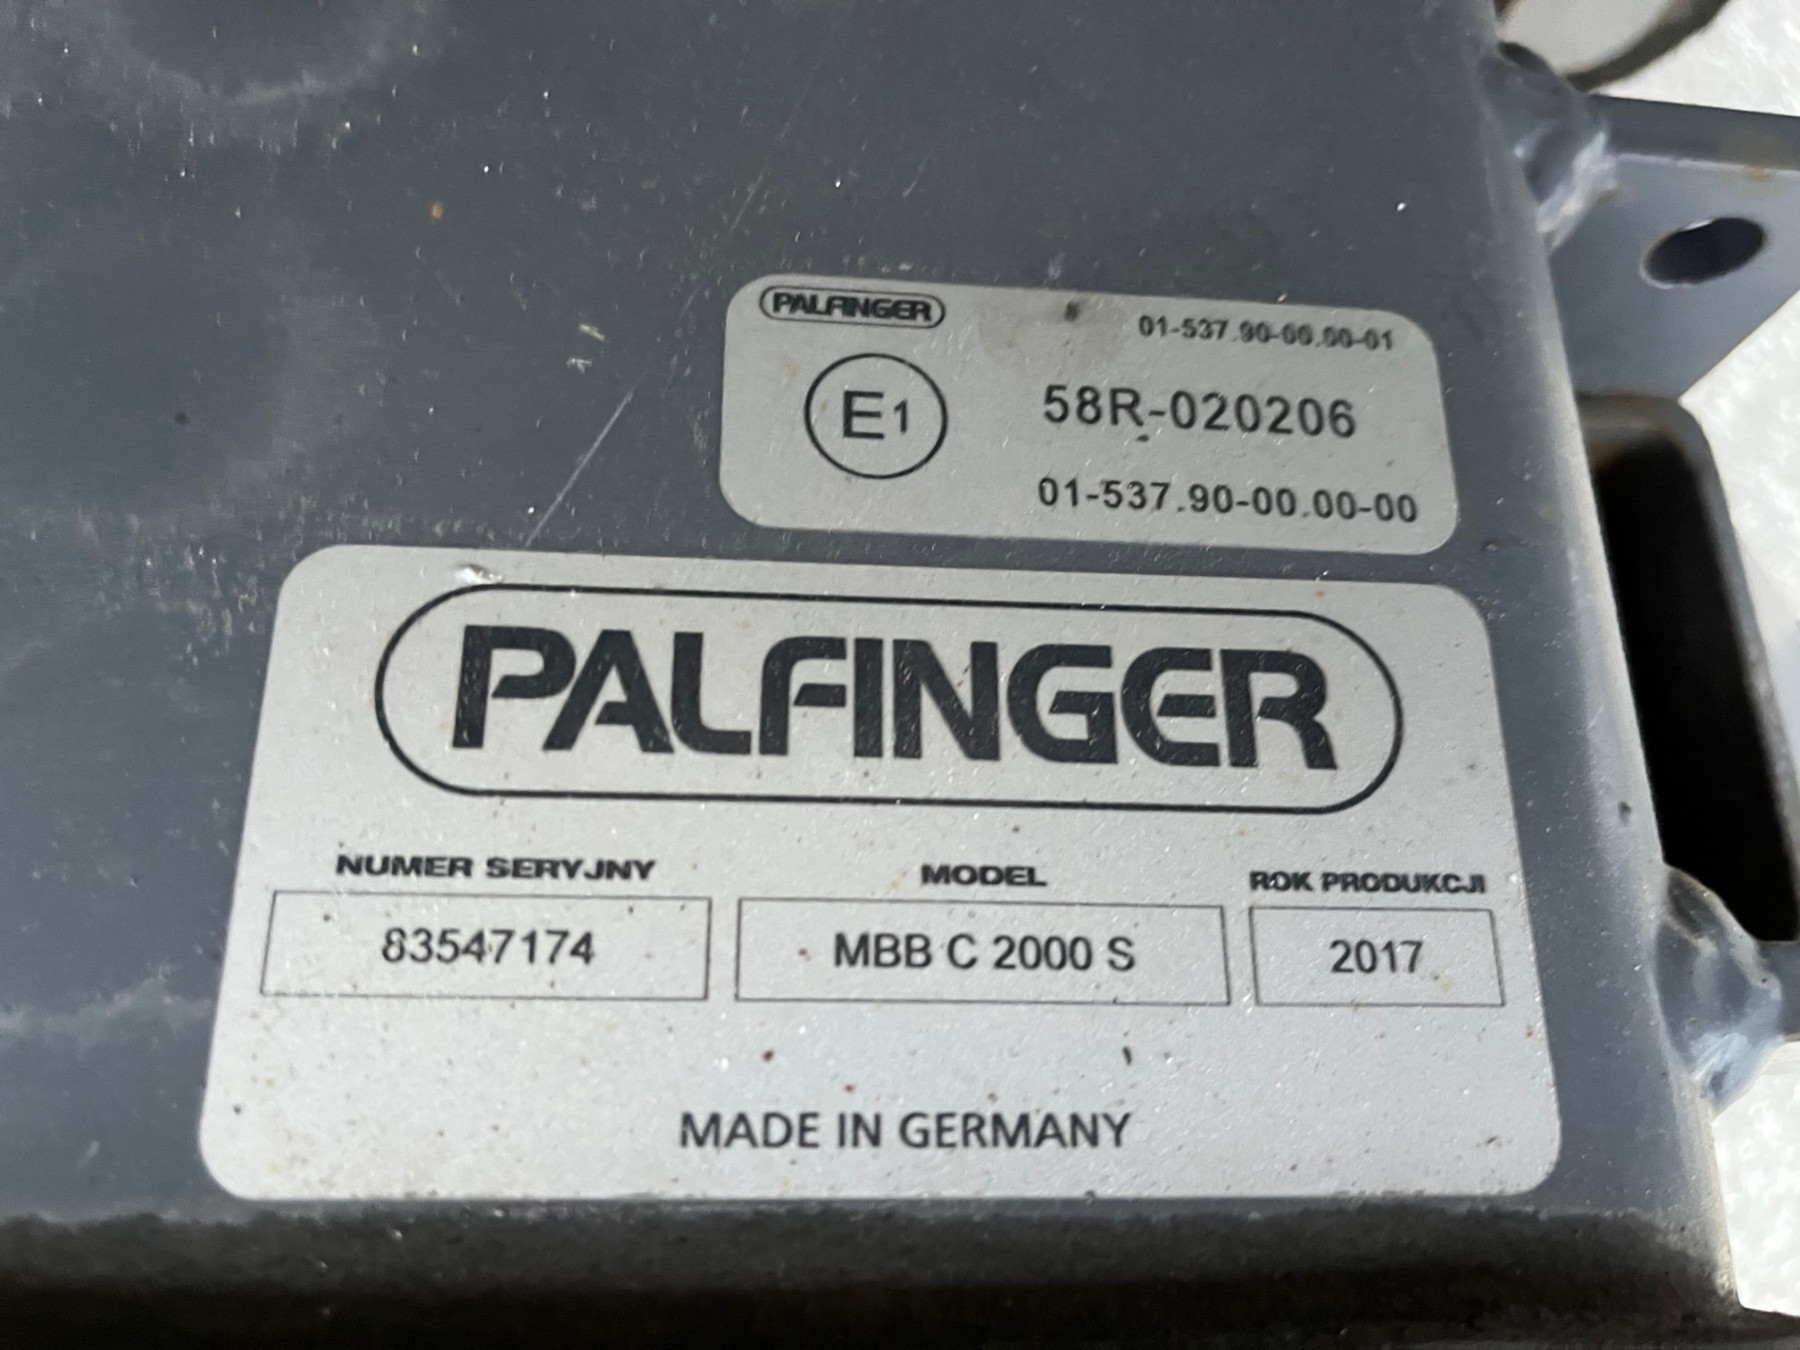 PALFINGER
01-537.90-00.00-01
E1
58R-020206
01-537.90-00.00-00
PALFINGER
NUMER SERYJNY MODEL ROK PRODUKCJI
83547174 MBB C 2000 S 2017
MADE IN GERMANY